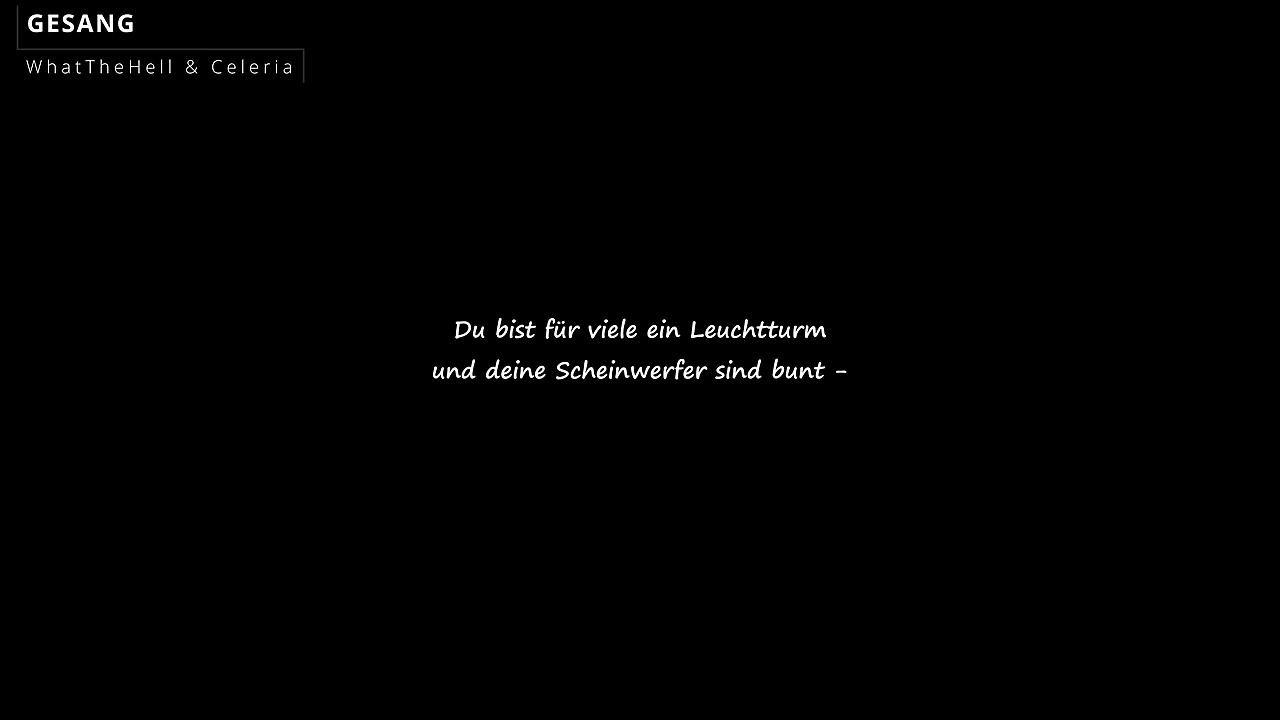 GESANG
WhatTheHell & Celeria
Du bist für viele ein Leuchtturm
und deine Scheinwerfer sind bunt -